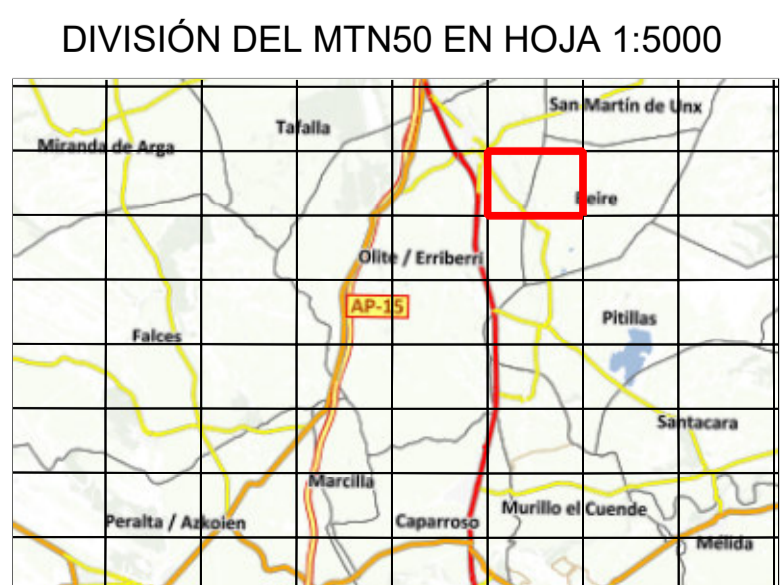 DIVISIÓN DEL MTN50 EN HOJA 1:5000
San Martín de Unx
Tafalla
Miranda de Arga
Beire
Olite / Erriberri
AP-15
Pitillas
Falces
Santacara
Marcilla
Murillo el Cuende
Peralta / Azkoien
Caparroso
Mélida